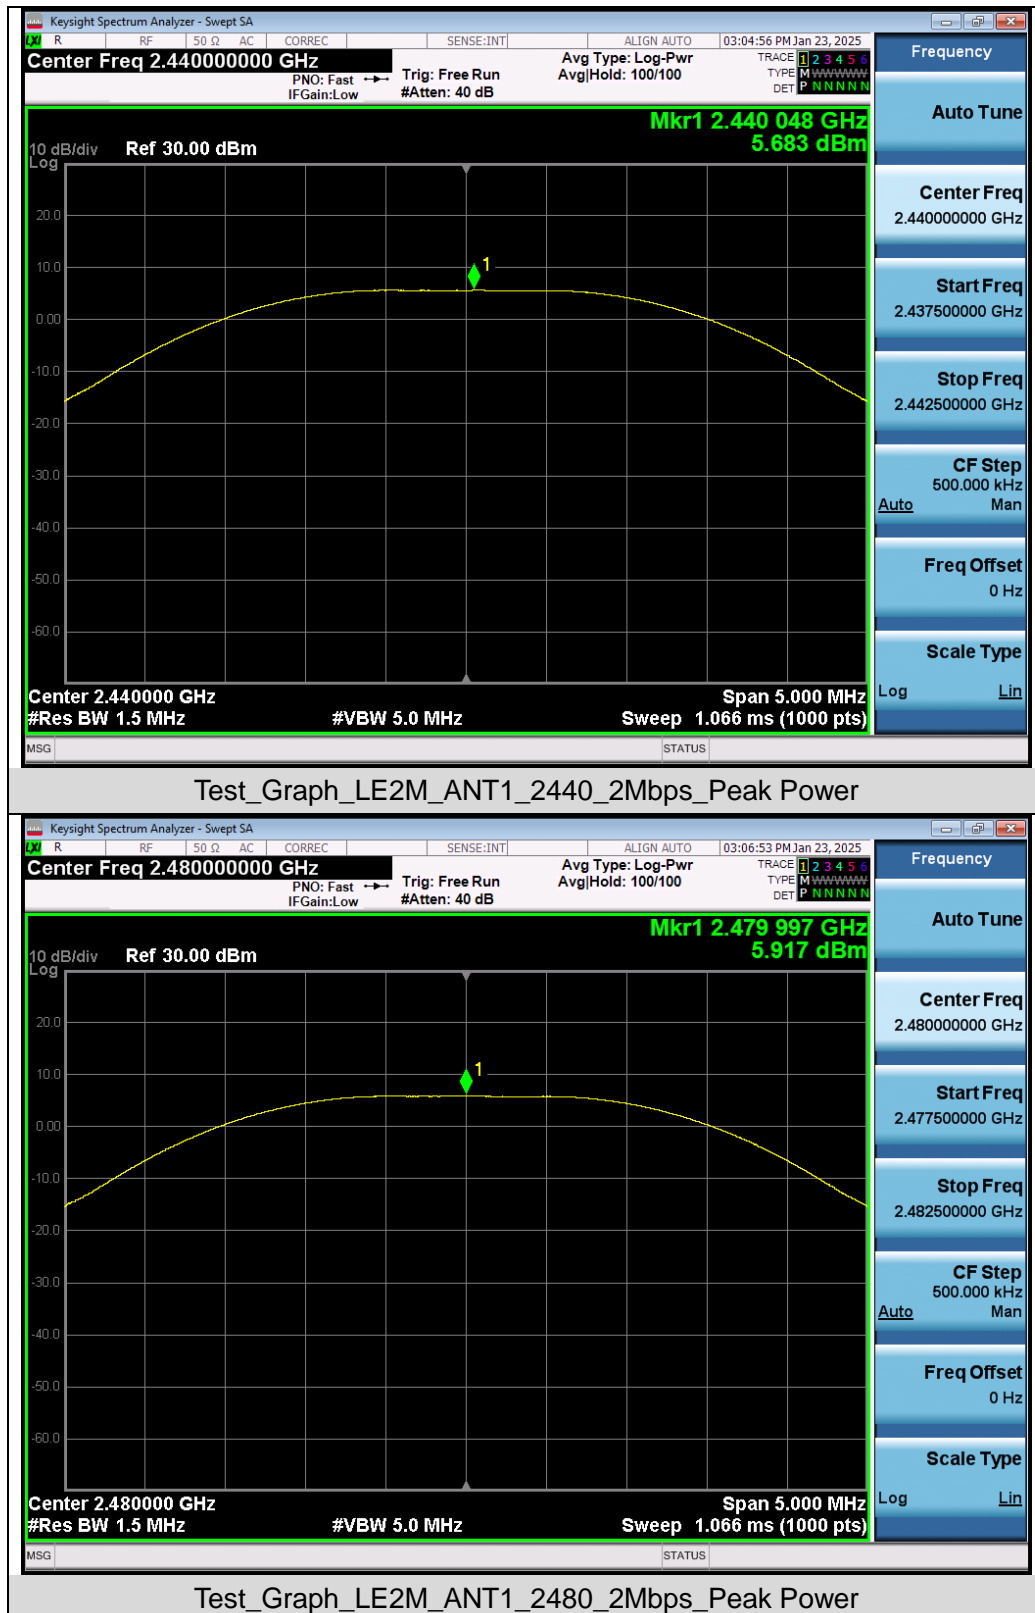 Keysight Spectrum Analyzer - Swept SA
LXI R RF 50 Ω AC CORREC SENSE:INT ALIGN AUTO 03:04:56 PM Jan 23, 2025
Center Freq 2.440000000 GHz
PNO: Fast
IFGain:Low
Trig: Free Run
#Atten: 40 dB
Avg Type: Log-Pwr
Avg|Hold: 100/100
TRACE 1 2 3 4 5 6
TYPE M W W W W W
DET P N N N N N
Mkr1 2.440 048 GHz
5.683 dBm
10 dB/div Ref 30.00 dBm
Log
20.0
10.0
0.00
-10.0
-20.0
-30.0
-40.0
-50.0
-60.0
1
Center 2.440000 GHz Span 5.000 MHz
#Res BW 1.5 MHz #VBW 5.0 MHz Sweep 1.066 ms (1000 pts)
MSG STATUS
Frequency
Auto Tune
Center Freq
2.440000000 GHz
Start Freq
2.437500000 GHz
Stop Freq
2.442500000 GHz
CF Step
500.000 kHz
Auto Man
Freq Offset
0 Hz
Scale Type
Log Lin
Test_Graph_LE2M_ANT1_2440_2Mbps_Peak Power
Keysight Spectrum Analyzer - Swept SA
LXI R RF 50 Ω AC CORREC SENSE:INT ALIGN AUTO 03:06:53 PM Jan 23, 2025
Center Freq 2.480000000 GHz
PNO: Fast
IFGain:Low
Trig: Free Run
#Atten: 40 dB
Avg Type: Log-Pwr
Avg|Hold: 100/100
TRACE 1 2 3 4 5 6
TYPE M W W W W W
DET P N N N N N
Mkr1 2.479 997 GHz
5.917 dBm
10 dB/div Ref 30.00 dBm
Log
20.0
10.0
0.00
-10.0
-20.0
-30.0
-40.0
-50.0
-60.0
1
Center 2.480000 GHz Span 5.000 MHz
#Res BW 1.5 MHz #VBW 5.0 MHz Sweep 1.066 ms (1000 pts)
MSG STATUS
Frequency
Auto Tune
Center Freq
2.480000000 GHz
Start Freq
2.477500000 GHz
Stop Freq
2.482500000 GHz
CF Step
500.000 kHz
Auto Man
Freq Offset
0 Hz
Scale Type
Log Lin
Test_Graph_LE2M_ANT1_2480_2Mbps_Peak Power